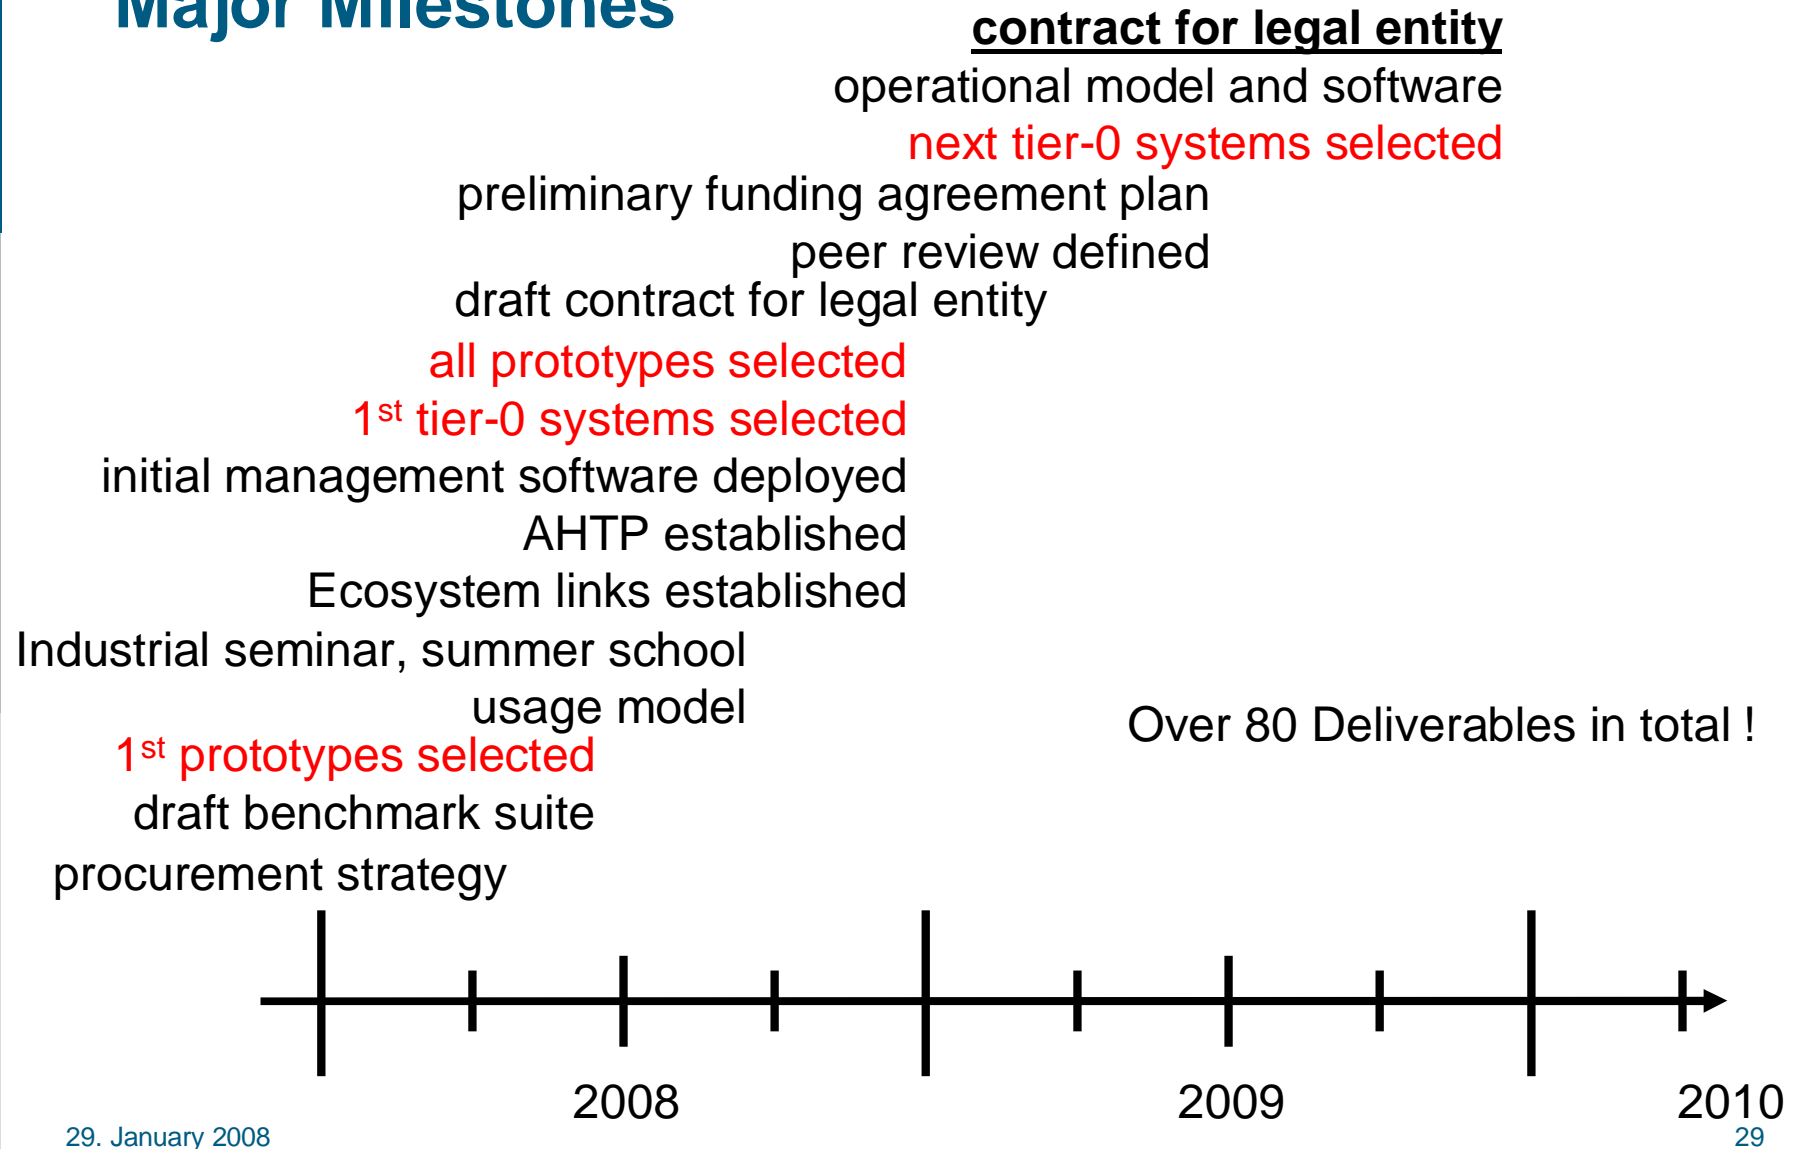 Major Milestones
contract for legal entity
operational model and software
next tier-0 systems selected
preliminary funding agreement plan
peer review defined
draft contract for legal entity
all prototypes selected
1st tier-0 systems selected
initial management software deployed
AHTP established
Ecosystem links established
Industrial seminar, summer school
usage model
Over 80 Deliverables in total !
1st prototypes selected
draft benchmark suite
procurement strategy
2008 2009 2010
29. January 2008
29